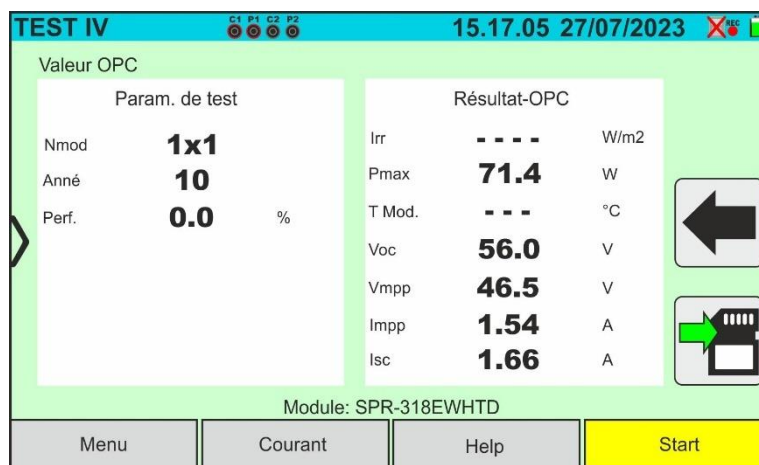 TEST IV C1 P1 C2 P2 15.17.05 27/07/2023 REC
Valeur OPC
Param. de test
Nmod 1x1
Anné 10
Perf. 0.0 %
Résultat-OPC
Irr - - - - W/m2
Pmax 71.4 W
T Mod. - - - °C
Voc 56.0 V
Vmpp 46.5 V
Impp 1.54 A
Isc 1.66 A
Module: SPR-318EWHTD
Menu Courant Help Start